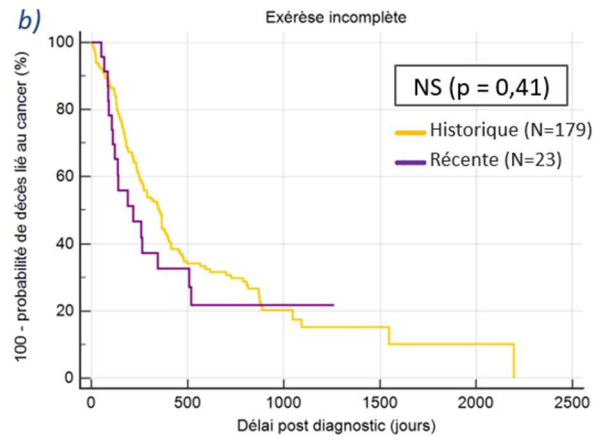 b)
Exérèse incomplète
100 - probabilité de décès lié au cancer (%)
100
80
60
40
20
0
NS (p = 0,41)
Historique (N=179)
Récente (N=23)
0 500 1000 1500 2000 2500
Délai post diagnostic (jours)